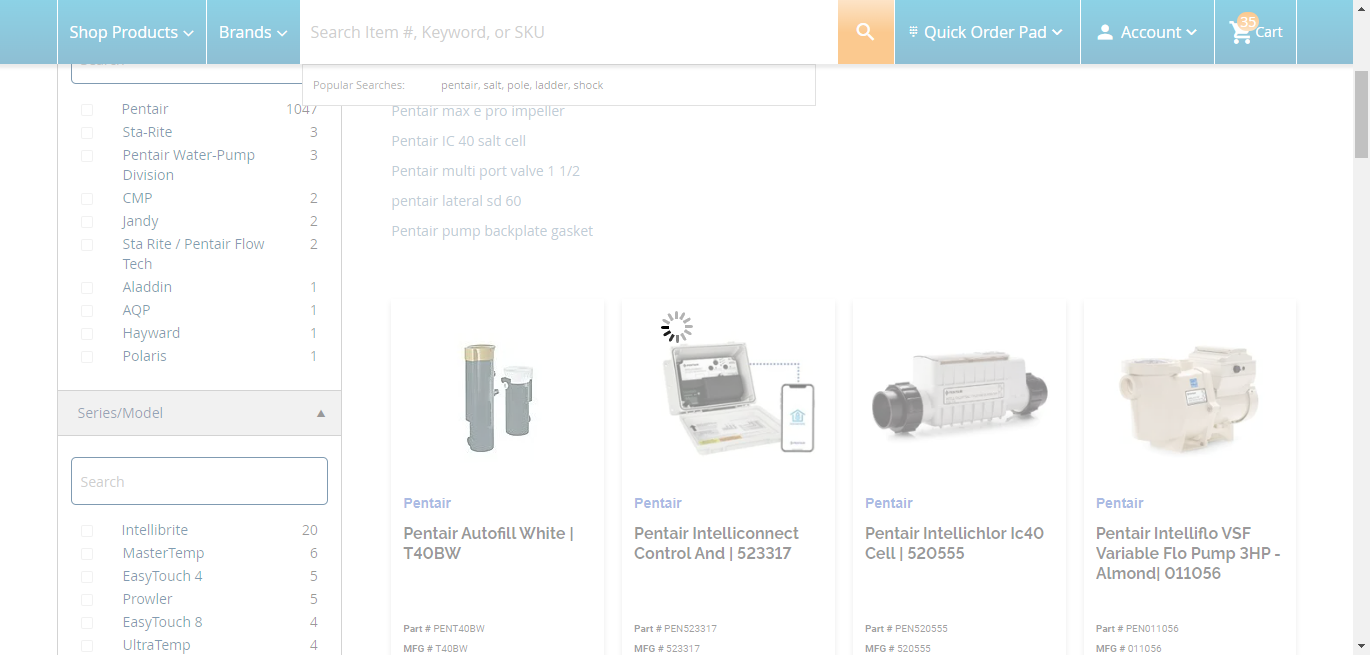 Shop Products
Brands
Search Item #, Keyword, or SKU
Quick Order Pad
Account
35
Cart
Popular Searches: pentair, salt, pole, ladder, shock
Pentair 1047
Sta-Rite 3
Pentair Water-Pump 3
Division
CMP 2
Jandy 2
Sta Rite / Pentair Flow 2
Tech
Aladdin 1
AQP 1
Hayward 1
Polaris 1
Series/Model
Search
Intellibrite 20
MasterTemp 6
EasyTouch 4 5
Prowler 5
EasyTouch 8 4
UltraTemp 4
Pentair max e pro impeller
Pentair IC 40 salt cell
Pentair multi port valve 1 1/2
pentair lateral sd 60
Pentair pump backplate gasket
Pentair
Pentair Autofill White |
T40BW
Part # PENT40BW
MFG # T40BW
Pentair
Pentair Intelliconnect
Control And | 523317
Part # PEN523317
MFG # 523317
Pentair
Pentair Intellichlor Ic40
Cell | 520555
Part # PEN520555
MFG # 520555
Pentair
Pentair Intelliflo VSF
Variable Flo Pump 3HP -
Almond| 011056
Part # PEN011056
MFG # 011056